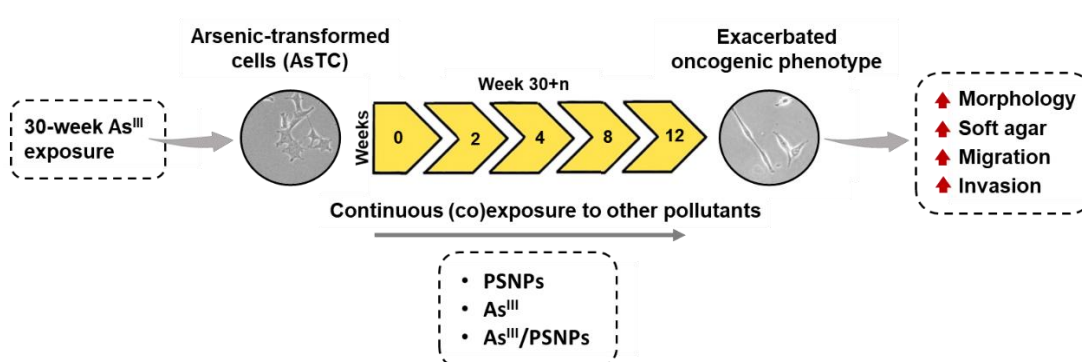 Arsenic-transformed
cells (AsTC)
Exacerbated
oncogenic phenotype
Week 30+n
30-week Asᴵᴵᴵ
exposure
Weeks
0
2
4
8
12
Morphology
Soft agar
Migration
Invasion
Continuous (co)exposure to other pollutants
• PSNPs
• Asᴵᴵᴵ
• Asᴵᴵᴵ/PSNPs